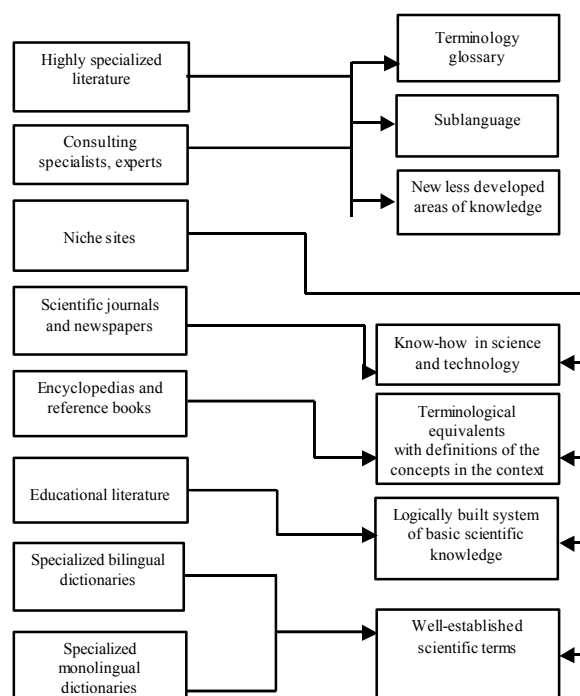 Highly specialized
literature
Consulting
specialists, experts
Niche sites
Scientific journals
and newspapers
Encyclopedias and
reference books
Educational literature
Specialized bilingual
dictionaries
Specialized
monolingual
dictionaries
Terminology
glossary
Sublanguage
New less developed
areas of knowledge
Know-how in science
and technology
Terminological
equivalents
with definitions of the
concepts in the context
Logically built system
of basic scientific
knowledge
Well-established
scientific terms